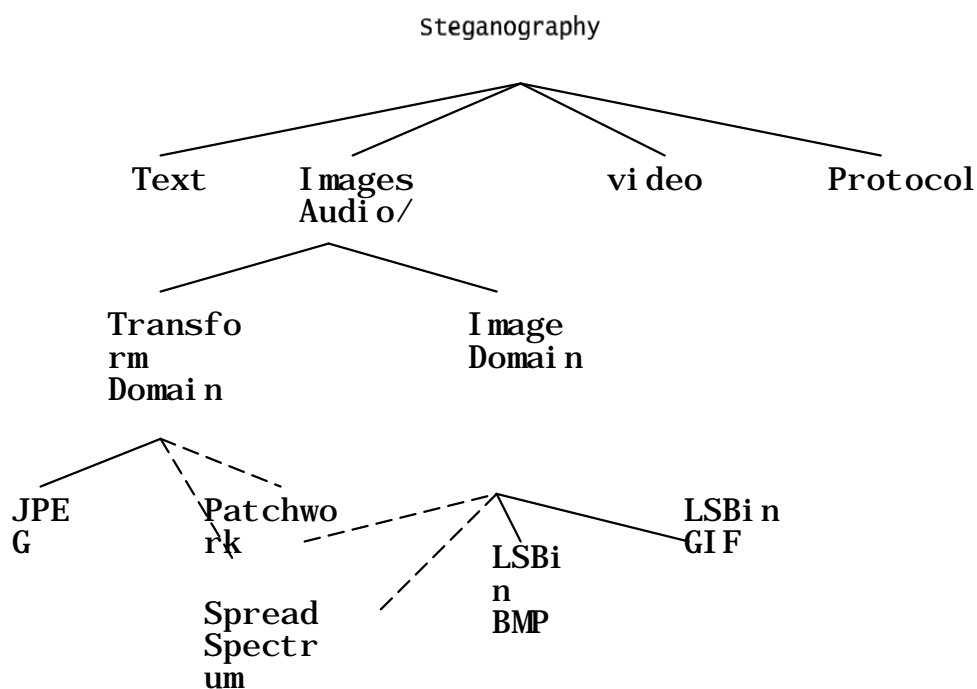 Steganography
Text
Images
Audio/
video
Protocol
Transfo
rm
Domain
Image
Domain
JPE
G
Patchwo
rk
Spread
Spectr
um
LSBi
n
BMP
LSBin
GIF